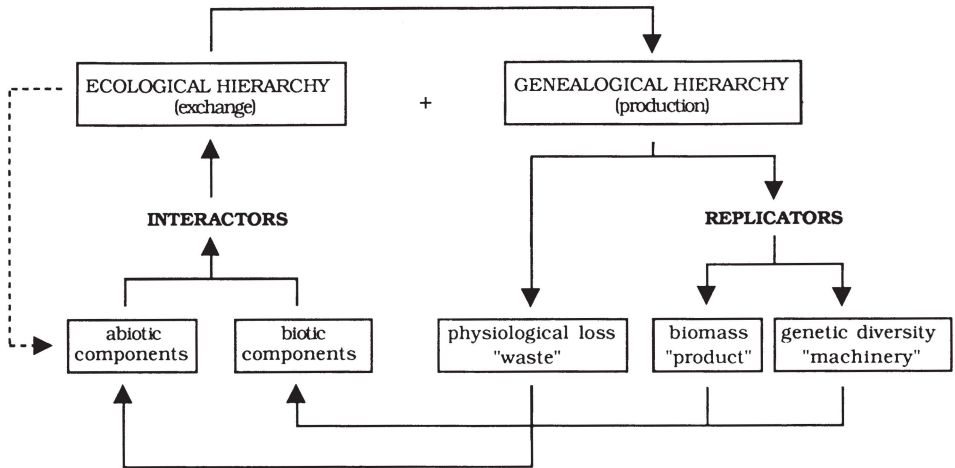 ECOLOGICAL HIERARCHY
(exchange)
+
GENEALOGICAL HIERARCHY
(production)
INTERACTORS
REPLICATORS
abiotic
components
biotic
components
physiological loss
"waste"
biomass
"product"
genetic diversity
"machinery"